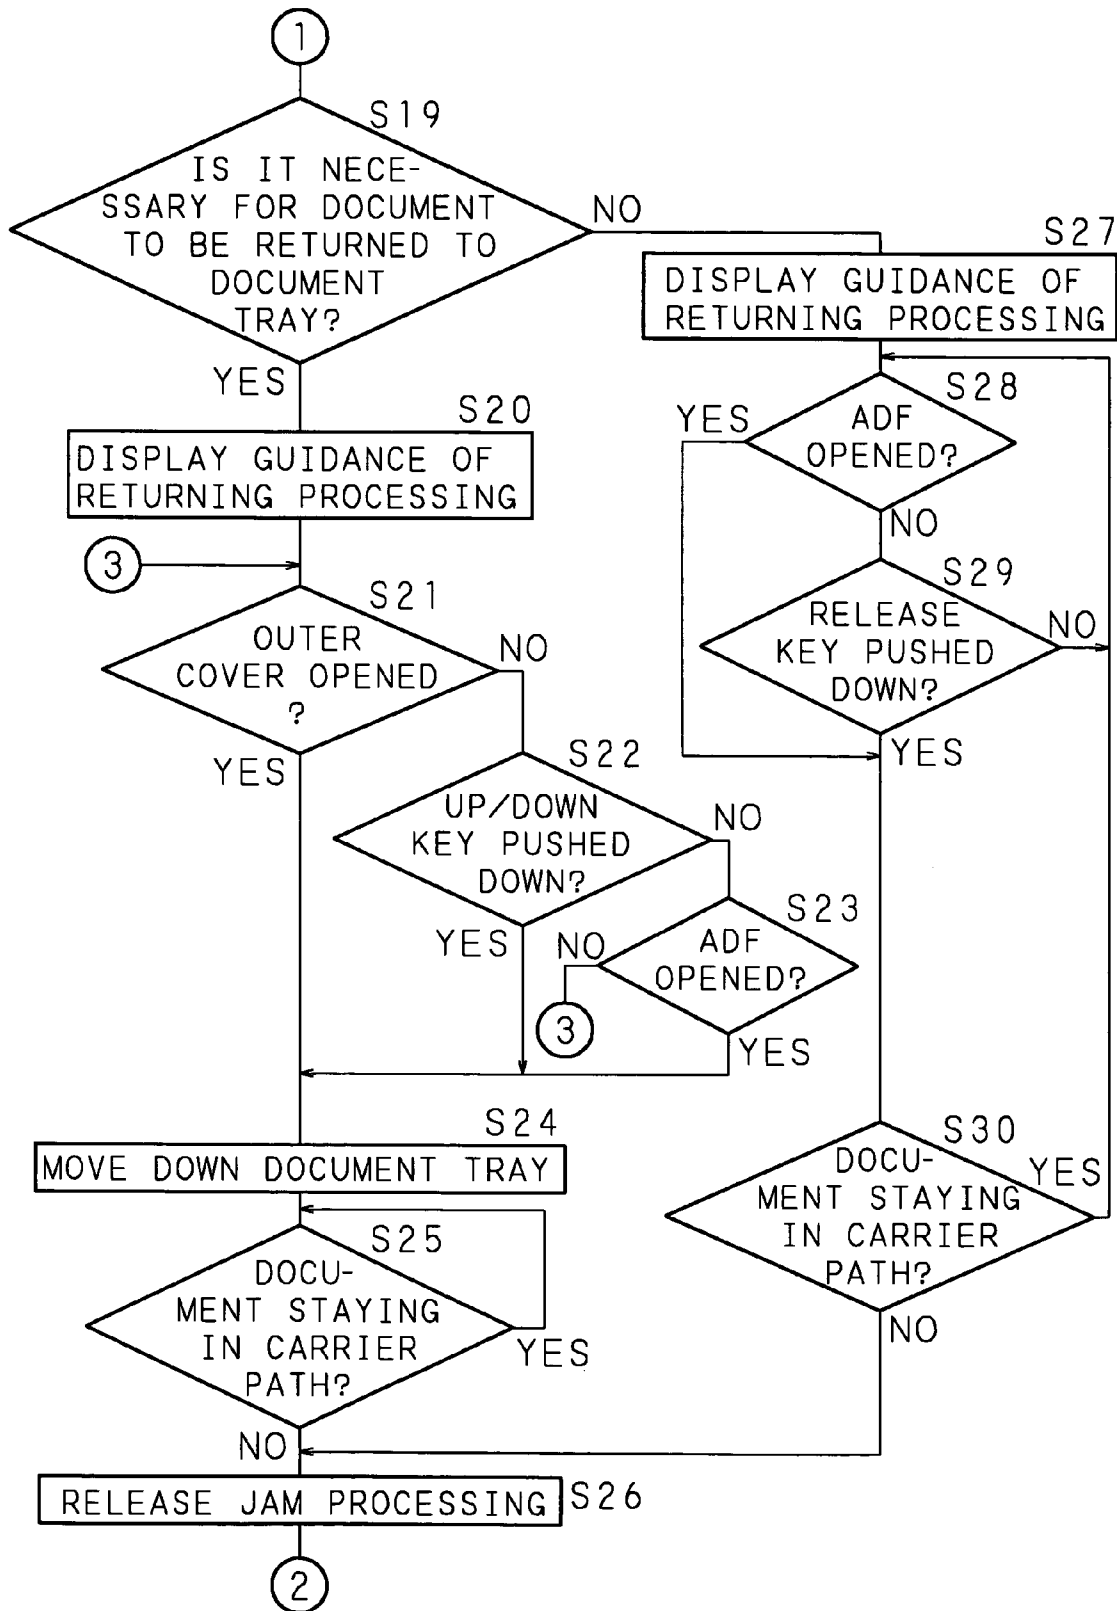 1
S19
IS IT NECE-
SSARY FOR DOCUMENT
TO BE RETURNED TO
DOCUMENT
TRAY?
NO
YES
S20
DISPLAY GUIDANCE OF
RETURNING PROCESSING
3
S21
OUTER
COVER OPENED
?
NO
YES
S22
UP/DOWN
KEY PUSHED
DOWN?
NO
YES
S23
ADF
OPENED?
NO
3
YES
S24
MOVE DOWN DOCUMENT TRAY
S25
DOCU-
MENT STAYING
IN CARRIER
PATH?
YES
NO
RELEASE JAM PROCESSING
S26
2
S27
DISPLAY GUIDANCE OF
RETURNING PROCESSING
S28
YES
ADF
OPENED?
NO
S29
RELEASE
KEY PUSHED
DOWN?
NO
YES
S30
DOCU-
MENT STAYING
IN CARRIER
PATH?
YES
NO